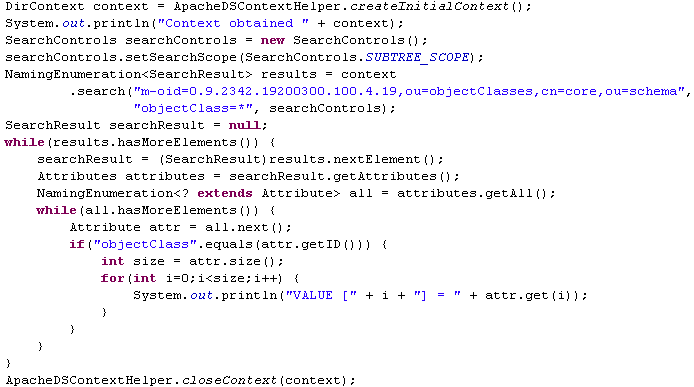 DirContext context = ApacheDSContextHelper.createInitialContext();
System.out.println("Context obtained " + context);
SearchControls searchControls = new SearchControls();
searchControls.setSearchScope(SearchControls.SUBTREE_SCOPE);
NamingEnumeration<SearchResult> results = context
        .search("m-oid=0.9.2342.19200300.100.4.19,ou=objectClasses,cn=core,ou=schema",
                "objectClass=*", searchControls);
SearchResult searchResult = null;
while(results.hasMoreElements()) {
    searchResult = (SearchResult)results.nextElement();
    Attributes attributes = searchResult.getAttributes();
    NamingEnumeration<? extends Attribute> all = attributes.getAll();
    while(all.hasMoreElements()) {
        Attribute attr = all.next();
        if("objectClass".equals(attr.getID())) {
            int size = attr.size();
            for(int i=0;i<size;i++) {
                System.out.println("VALUE [" + i + "] = " + attr.get(i));
            }
        }
    }
}
ApacheDSContextHelper.closeContext(context);